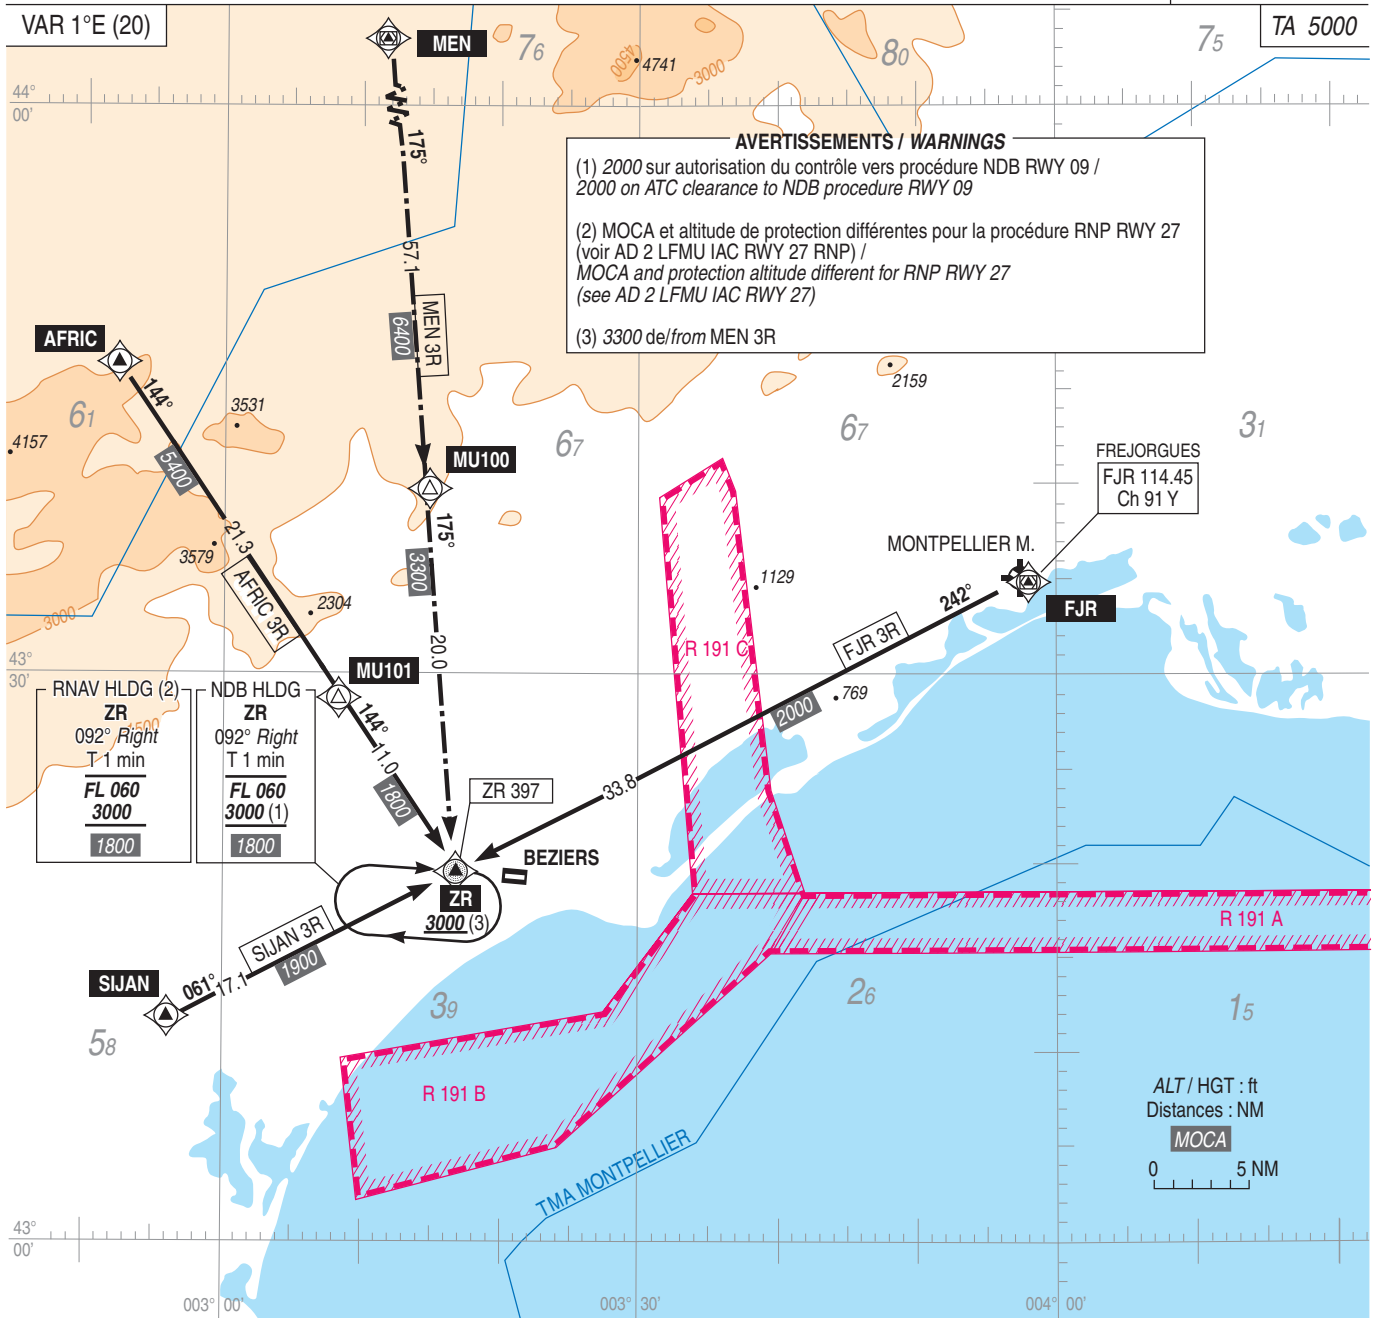 VAR 1°E (20)
MEN
76
4500
4741
3000
80
75
TA 5000
44°
00'
175°
57.1
6400
MEN 3R
AVERTISSEMENTS / WARNINGS
(1) 2000 sur autorisation du contrôle vers procédure NDB RWY 09 /
2000 on ATC clearance to NDB procedure RWY 09
(2) MOCA et altitude de protection différentes pour la procédure RNP RWY 27
(voir AD 2 LFMU IAC RWY 27 RNP) /
MOCA and protection altitude different for RNP RWY 27
(see AD 2 LFMU IAC RWY 27)
(3) 3300 de/from MEN 3R
AFRIC
144°
61
3531
4157
5400
21.3
3579
AFRIC 3R
2304
3000
MU100
175°
3300
20.0
67
67
2159
31
FREJORGUES
FJR 114.45
Ch 91 Y
MONTPELLIER M.
FJR
242°
FJR 3R
1129
R 191 C
769
2000
33.8
43°
30'
MU101
144°
11.0
1800
1500
RNAV HLDG (2)
ZR
092° Right
T 1 min
FL 060
3000
1800
NDB HLDG
ZR
092° Right
T 1 min
FL 060
3000 (1)
1800
ZR 397
BEZIERS
ZR
3000 (3)
SIJAN 3R
1900
061°
17.1
SIJAN
58
39
26
15
R 191 A
R 191 B
TMA MONTPELLIER
ALT / HGT : ft
Distances : NM
MOCA
0 5 NM
43°
00'
003° 00'
003° 30'
004° 00'